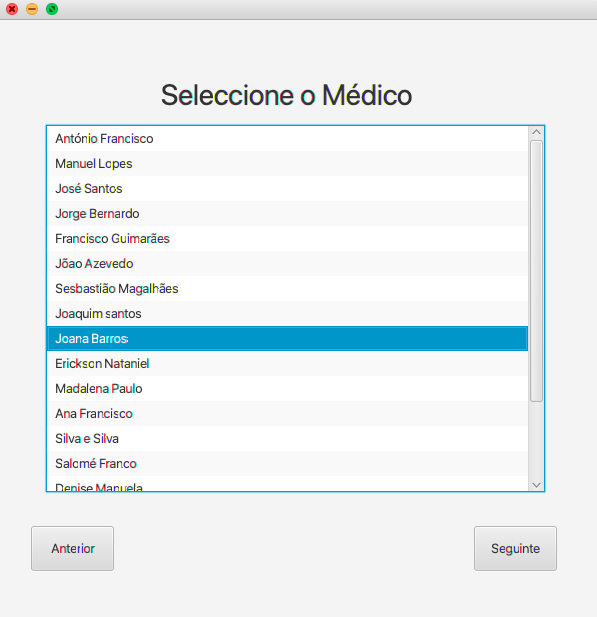 Seleccione o Médico
António Francisco
Manuel Lopes
José Santos
Jorge Bernardo
Francisco Guimarães
Jõao Azevedo
Sesbastião Magalhães
Joaquim santos
Joana Barros
Erickson Nataniel
Madalena Paulo
Ana Francisco
Silva e Silva
Salomé Franco
Denise Manuela
Anterior
Seguinte